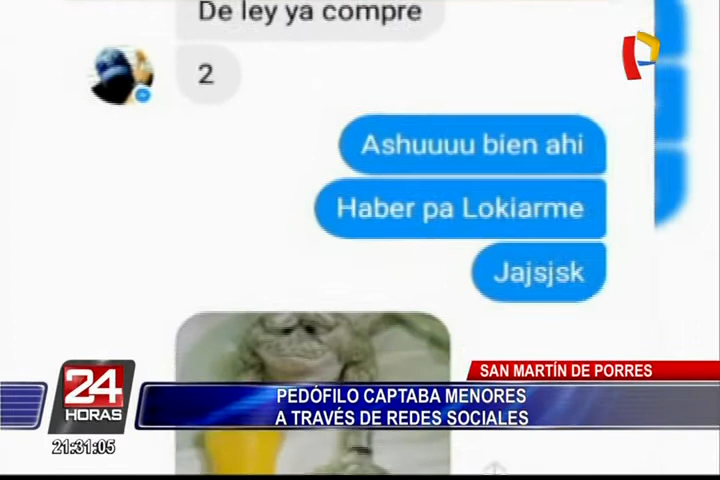 De ley ya compre
2
Ashuuuu bien ahi
Haber pa Lokiarme
Jajsjsk
SAN MARTÍN DE PORRES
24
HORAS
PEDÓFILO CAPTABA MENORES
A TRAVÉS DE REDES SOCIALES
21:31:05